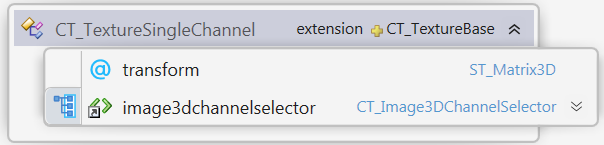 CT_TextureSingleChannel extension CT_TextureBase
@ transform ST_Matrix3D
image3dchannelselector CT_Image3DChannelSelector